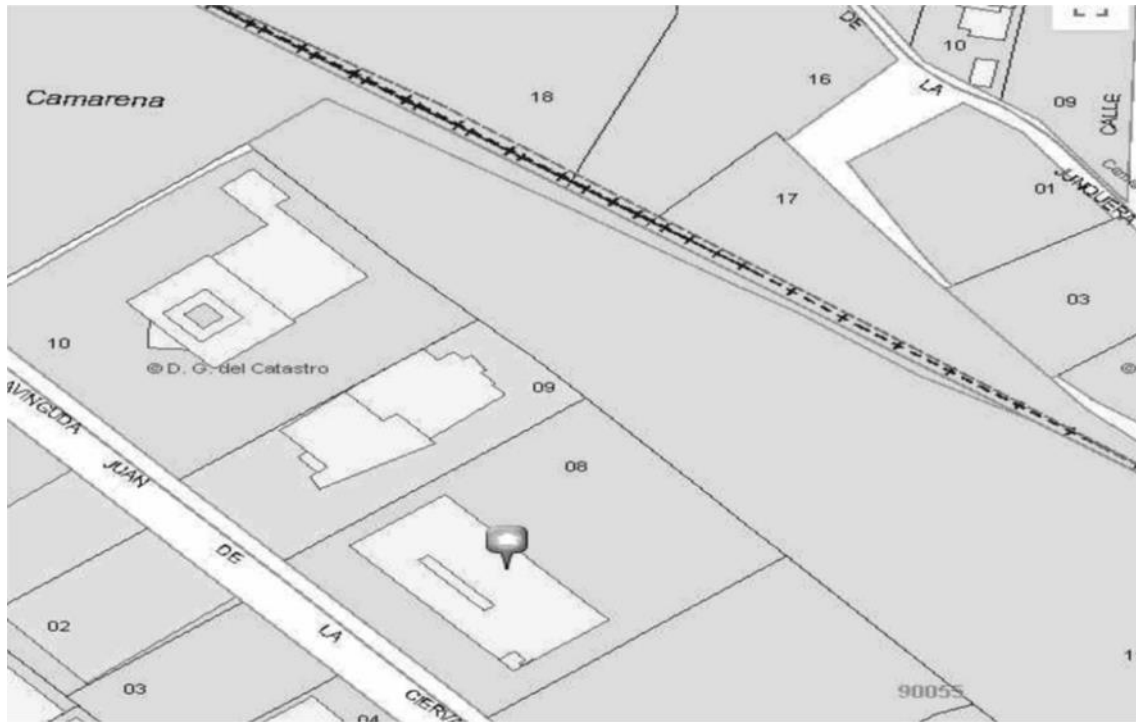 DE
10
Camarena
18
16
LA
09
CALLE
JUNQUERA
01
17
03
10
© D. G. del Catastro
©
AVINGUDA
09
JUAN
08
DE
02
LA
03
90055
CIERVA
04